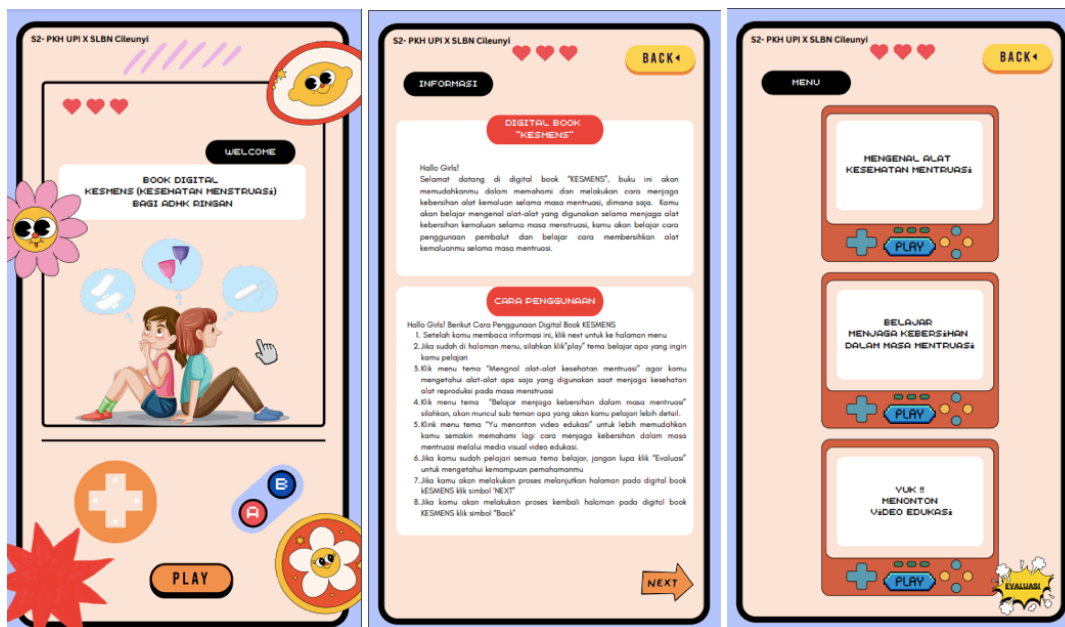 S2- PKH UPI X SLBN Cileunyi
WELCOME
BOOK DIGITAL
KESMENS (KESEHATAN MENSTRUASi)
BAGI ADHK RINGAN
B
A
PLAY
S2- PKH UPI X SLBN Cileunyi
BACK
INFORMASI
DIGITAL BOOK
"KESMENS"
Hallo Girls!
Selamat datang di digital book "KESMENS", buku ini akan
memudahkanmu dalam memahami dan melakukan cara menjaga
kebersihan alat kemaluan selama masa mentruasi, dimana saja. Kamu
akan belajar mengenal alat-alat yang digunakan selama menjaga alat
kebersihan kemaluan selama masa menstruasi, kamu akan belajar cara
penggunaan pembalut dan belajar cara membersihkan alat
kemaluanmu selama masa mentruasi.
CARA PENGGUNAAN
Hallo Girls! Berikut Cara Penggunaan Digital Book KESMENS
1. Setelah kamu membaca informasi ini, klik next untuk ke halaman menu
2. Jika sudah di halaman menu, silahkan klik"play" tema belajar apa yang ingin
kamu pelajari
3. Klik menu tema "Mengnal alat-alat kesehatan mentruasi" agar kamu
mengetahui alat-alat apa saja yang digunakan saat menjaga kesehatan
alat reproduksi pada masa menstruasi
4. Klik menu tema "Belajar menjaga kebersihan dalam masa mentruasi"
silahkan, akan muncul sub teman apa yang akan kamu pelajari lebih detail.
5. Klink menu tema "Yu menonton video edukasi" untuk lebih memudahkan
kamu semakin memahami lagi cara menjaga kebersihan dalam masa
mentruasi melalui media visual video edukasi.
6. Jika kamu sudah pelajari semua tema belajar, jangan lupa klik "Evaluasi"
untuk mengetahui kemampuan pemahamanmu
7. Jika kamu akan melakukan proses melanjutkan halaman pada digital book
kESMENS klik simbol 'NEXT"
8. Jika kamu akan melakukan proses kembali halaman pada digital book
KESMENS klik simbol "Back"
NEXT
S2- PKH UPI X SLBN Cileunyi
BACK
MENU
MENGENAL ALAT
KESEHATAN MENTRUASi
PLAY
BELAJAR
MENJAGA KEBERSiHAN
DALAM MASA MENTRUASi
PLAY
YUK !!
MENONTON
ViDEO EDUKASi
PLAY
EVALUASI